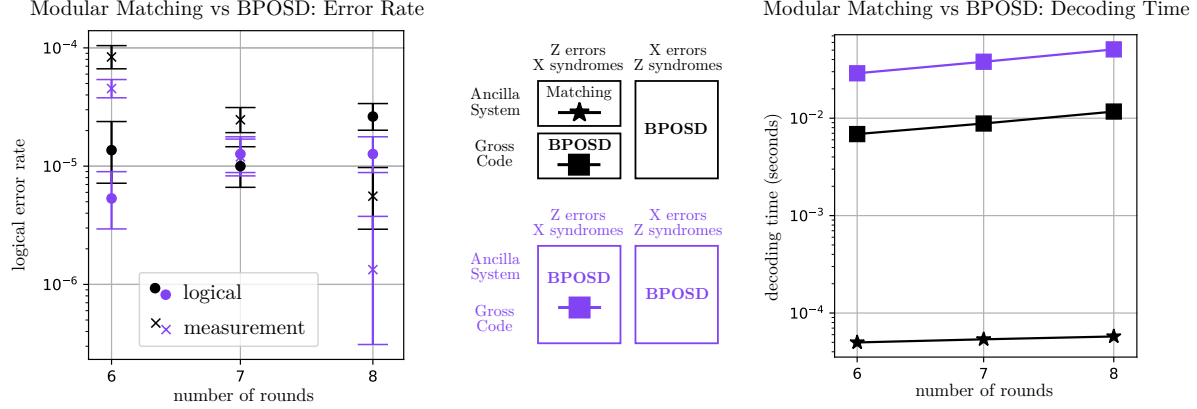 Modular Matching vs BPOSD: Error Rate
10⁻⁴
10⁻⁵
10⁻⁶
logical error rate
logical
measurement
6
7
8
number of rounds
Z errors
X syndromes
X errors
Z syndromes
Ancilla
System
Matching
Gross
Code
BPOSD
BPOSD
Z errors
X syndromes
X errors
Z syndromes
Ancilla
System
Gross
Code
BPOSD
BPOSD
Modular Matching vs BPOSD: Decoding Time
10⁻²
10⁻³
10⁻⁴
decoding time (seconds)
6
7
8
number of rounds